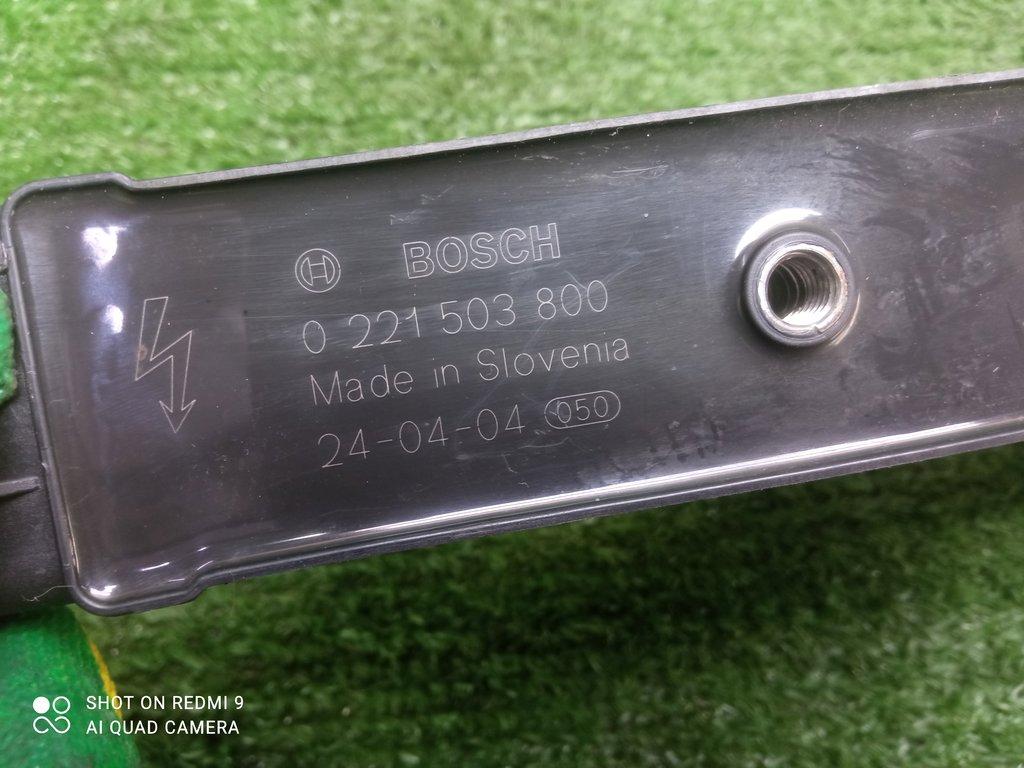 BOSCH
0 221 503 800
Made in Slovenia
24-04-04 050
SHOT ON REDMI 9
AI QUAD CAMERA